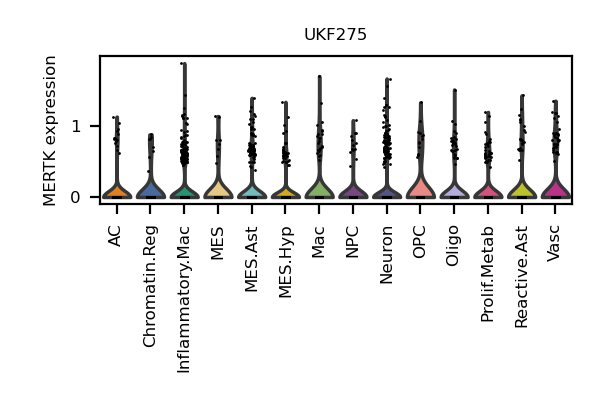 UKF275
MERTK expression
1
0
AC
Chromatin.Reg
Inflammatory.Mac
MES
MES.Ast
MES.Hyp
Mac
NPC
Neuron
OPC
Oligo
Prolif.Metab
Reactive.Ast
Vasc